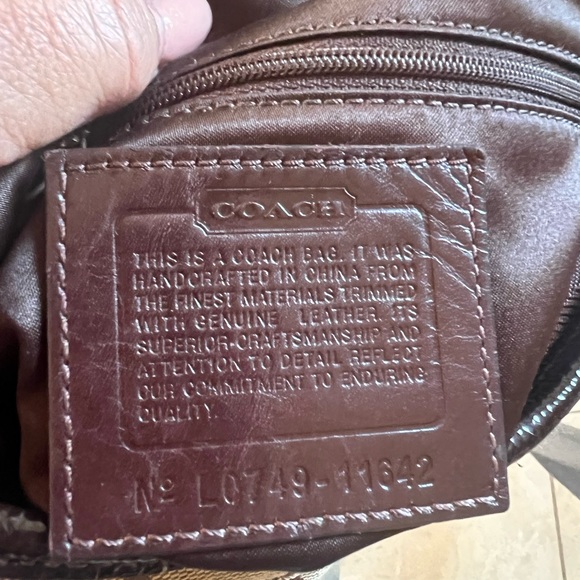 COACH
THIS IS A COACH BAG. IT WAS
HANDCRAFTED IN CHINA FROM
THE FINEST MATERIALS TRIMMED
WITH GENUINE LEATHER. ITS
SUPERIOR-CRAFTSMANSHIP AND
ATTENTION TO DETAIL REFLECT
OUR COMMITMENT TO ENDURING
QUALITY.
Nº L0749-11642